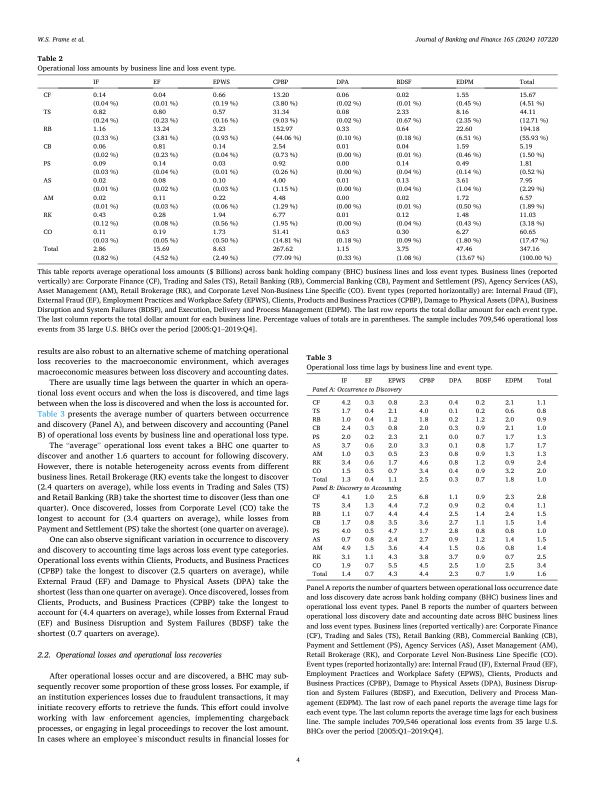 W.S. Frame et al.
Journal of Banking and Finance 165 (2024) 107220
Table 2
Operational loss amounts by business line and loss event type.
IF EF EPWS CPBP DPA BDSF EDPM Total
CF 0.14 0.04 0.66 13.20 0.06 0.02 1.55 15.67
(0.04 %) (0.01 %) (0.19 %) (3.80 %) (0.02 %) (0.01 %) (0.45 %) (4.51 %)
TS 0.82 0.80 0.57 31.34 0.08 2.33 8.16 44.11
(0.24 %) (0.23 %) (0.16 %) (9.03 %) (0.02 %) (0.67 %) (2.35 %) (12.71 %)
RB 1.16 13.24 3.23 152.97 0.33 0.64 22.60 194.18
(0.33 %) (3.81 %) (0.93 %) (44.06 %) (0.10 %) (0.18 %) (6.51 %) (55.93 %)
CB 0.06 0.81 0.14 2.54 0.01 0.04 1.59 5.19
(0.02 %) (0.23 %) (0.04 %) (0.73 %) (0.00 %) (0.01 %) (0.46 %) (1.50 %)
PS 0.09 0.14 0.03 0.92 0.00 0.14 0.49 1.81
(0.03 %) (0.04 %) (0.01 %) (0.26 %) (0.00 %) (0.04 %) (0.14 %) (0.52 %)
AS 0.02 0.08 0.10 4.00 0.01 0.13 3.61 7.95
(0.01 %) (0.02 %) (0.03 %) (1.15 %) (0.00 %) (0.04 %) (1.04 %) (2.29 %)
AM 0.02 0.11 0.22 4.48 0.00 0.02 1.72 6.57
(0.01 %) (0.03 %) (0.06 %) (1.29 %) (0.00 %) (0.01 %) (0.50 %) (1.89 %)
RK 0.43 0.28 1.94 6.77 0.01 0.12 1.48 11.03
(0.12 %) (0.08 %) (0.56 %) (1.95 %) (0.00 %) (0.04 %) (0.43 %) (3.18 %)
CO 0.11 0.19 1.73 51.41 0.63 0.30 6.27 60.65
(0.03 %) (0.05 %) (0.50 %) (14.81 %) (0.18 %) (0.09 %) (1.80 %) (17.47 %)
Total 2.86 15.69 8.63 267.62 1.15 3.75 47.46 347.16
(0.82 %) (4.52 %) (2.49 %) (77.09 %) (0.33 %) (1.08 %) (13.67 %) (100.00 %)
This table reports average operational loss amounts ($ Billions) across bank holding company (BHC) business lines and loss event types. Business lines (reported
vertically) are: Corporate Finance (CF), Trading and Sales (TS), Retail Banking (RB), Commercial Banking (CB), Payment and Settlement (PS), Agency Services (AS),
Asset Management (AM), Retail Brokerage (RK), and Corporate Level Non-Business Line Specific (CO). Event types (reported horizontally) are: Internal Fraud (IF),
External Fraud (EF), Employment Practices and Workplace Safety (EPWS), Clients, Products and Business Practices (CPBP), Damage to Physical Assets (DPA), Business
Disruption and System Failures (BDSF), and Execution, Delivery and Process Management (EDPM). The last row reports the total dollar amount for each event type.
The last column reports the total dollar amount for each business line. Percentage values of totals are in parentheses. The sample includes 709,546 operational loss
events from 35 large U.S. BHCs over the period [2005:Q1–2019:Q4].
results are also robust to an alternative scheme of matching operational
loss recoveries to the macroeconomic environment, which averages
macroeconomic measures between loss discovery and accounting dates.
There are usually time lags between the quarter in which an opera-
tional loss event occurs and when the loss is discovered, and time lags
between when the loss is discovered and when the loss is accounted for.
Table 3 presents the average number of quarters between occurrence
and discovery (Panel A), and between discovery and accounting (Panel
B) of operational loss events by business line and operational loss type.
The “average” operational loss event takes a BHC one quarter to
discover and another 1.6 quarters to account for following discovery.
However, there is notable heterogeneity across events from different
business lines. Retail Brokerage (RK) events take the longest to discover
(2.4 quarters on average), while loss events in Trading and Sales (TS)
and Retail Banking (RB) take the shortest time to discover (less than one
quarter). Once discovered, losses from Corporate Level (CO) take the
longest to account for (3.4 quarters on average), while losses from
Payment and Settlement (PS) take the shortest (one quarter on average).
One can also observe significant variation in occurrence to discovery
and discovery to accounting time lags across loss event type categories.
Operational loss events within Clients, Products, and Business Practices
(CPBP) take the longest to discover (2.5 quarters on average), while
External Fraud (EF) and Damage to Physical Assets (DPA) take the
shortest (less than one quarter on average). Once discovered, losses from
Clients, Products, and Business Practices (CPBP) take the longest to
account for (4.4 quarters on average), while losses from External Fraud
(EF) and Business Disruption and System Failures (BDSF) take the
shortest (0.7 quarters on average).
2.2. Operational losses and operational loss recoveries
After operational losses occur and are discovered, a BHC may sub-
sequently recover some proportion of these gross losses. For example, if
an institution experiences losses due to fraudulent transactions, it may
initiate recovery efforts to retrieve the funds. This effort could involve
working with law enforcement agencies, implementing chargeback
processes, or engaging in legal proceedings to recover the lost amount.
In cases where an employee's misconduct results in financial losses for
Table 3
Operational loss time lags by business line and event type.
IF EF EPWS CPBP DPA BDSF EDPM Total
Panel A: Occurrence to Discovery
CF 4.2 0.3 0.8 2.3 0.4 0.2 2.1 1.1
TS 1.7 0.4 2.1 4.0 0.1 0.2 0.6 0.8
RB 1.0 0.4 1.2 1.8 0.2 1.2 2.0 0.9
CB 2.4 0.3 0.8 2.0 0.3 0.9 2.1 1.0
PS 2.0 0.2 2.3 2.1 0.0 0.7 1.7 1.3
AS 3.7 0.6 2.0 3.3 0.1 0.8 1.7 1.7
AM 1.0 0.3 0.5 2.3 0.8 0.9 1.3 1.3
RK 3.4 0.6 1.7 4.6 0.8 1.2 0.9 2.4
CO 1.5 0.5 0.7 3.4 0.4 0.9 3.2 2.0
Total 1.3 0.4 1.1 2.5 0.3 0.7 1.7 1.0
Panel B: Discovery to Accounting
CF 4.1 1.0 2.5 6.8 1.1 0.9 2.3 2.8
TS 3.4 1.3 4.4 7.2 0.9 0.2 0.4 1.1
RB 1.1 0.7 4.4 4.4 2.5 1.4 2.4 1.5
CB 1.7 0.8 3.5 3.6 2.7 1.1 1.5 1.4
PS 4.0 0.5 4.7 1.7 2.8 0.8 0.8 1.0
AS 0.7 0.8 2.4 2.7 0.9 1.2 1.4 1.5
AM 4.9 1.5 3.6 4.4 1.5 0.6 0.8 1.4
RK 3.1 1.1 4.3 3.8 3.7 0.9 0.7 2.5
CO 1.9 0.7 5.5 4.5 2.5 1.0 2.5 3.4
Total 1.4 0.7 4.3 4.4 2.3 0.7 1.9 1.6
Panel A reports the number of quarters between operational loss occurrence date
and loss discovery date across bank holding company (BHC) business lines and
operational loss event types. Panel B reports the number of quarters between
operational loss discovery date and accounting date across BHC business lines
and loss event types. Business lines (reported vertically) are: Corporate Finance
(CF), Trading and Sales (TS), Retail Banking (RB), Commercial Banking (CB),
Payment and Settlement (PS), Agency Services (AS), Asset Management (AM),
Retail Brokerage (RK), and Corporate Level Non-Business Line Specific (CO).
Event types (reported horizontally) are: Internal Fraud (IF), External Fraud (EF),
Employment Practices and Workplace Safety (EPWS), Clients, Products and
Business Practices (CPBP), Damage to Physical Assets (DPA), Business Disrup-
tion and System Failures (BDSF), and Execution, Delivery and Process Man-
agement (EDPM). The last row of each panel reports the average time lags for
each event type. The last column reports the average time lags for each business
line. The sample includes 709,546 operational loss events from 35 large U.S.
BHCs over the period [2005:Q1–2019:Q4].
4